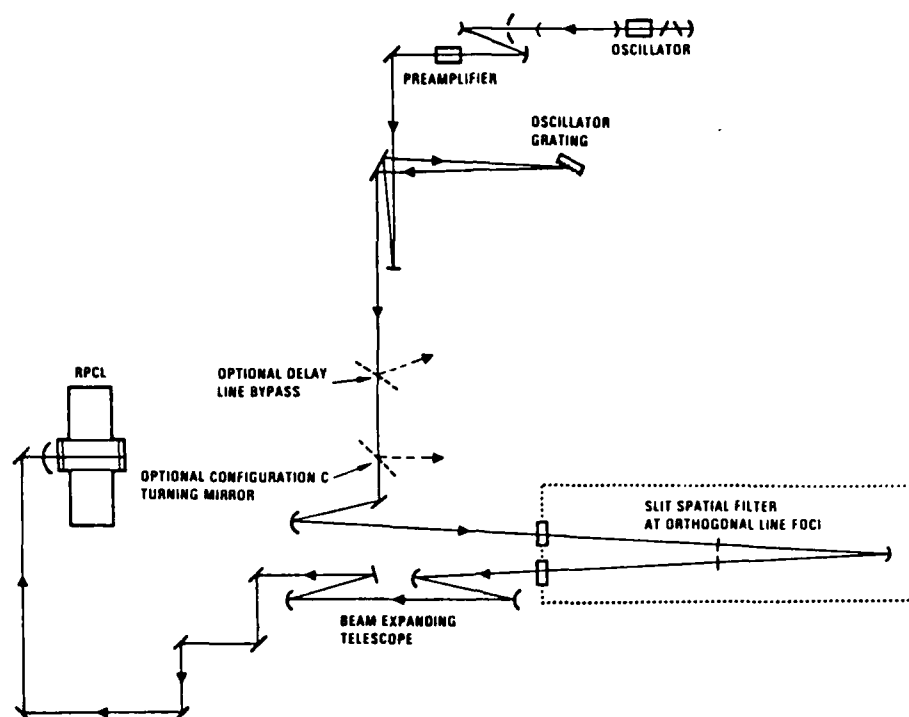 OSCILLATOR
PREAMPLIFIER
OSCILLATOR
GRATING
RPCL
OPTIONAL DELAY
LINE BYPASS
OPTIONAL CONFIGURATION C
TURNING MIRROR
SLIT SPATIAL FILTER
AT ORTHOGONAL LINE FOCI
BEAM EXPANDING
TELESCOPE